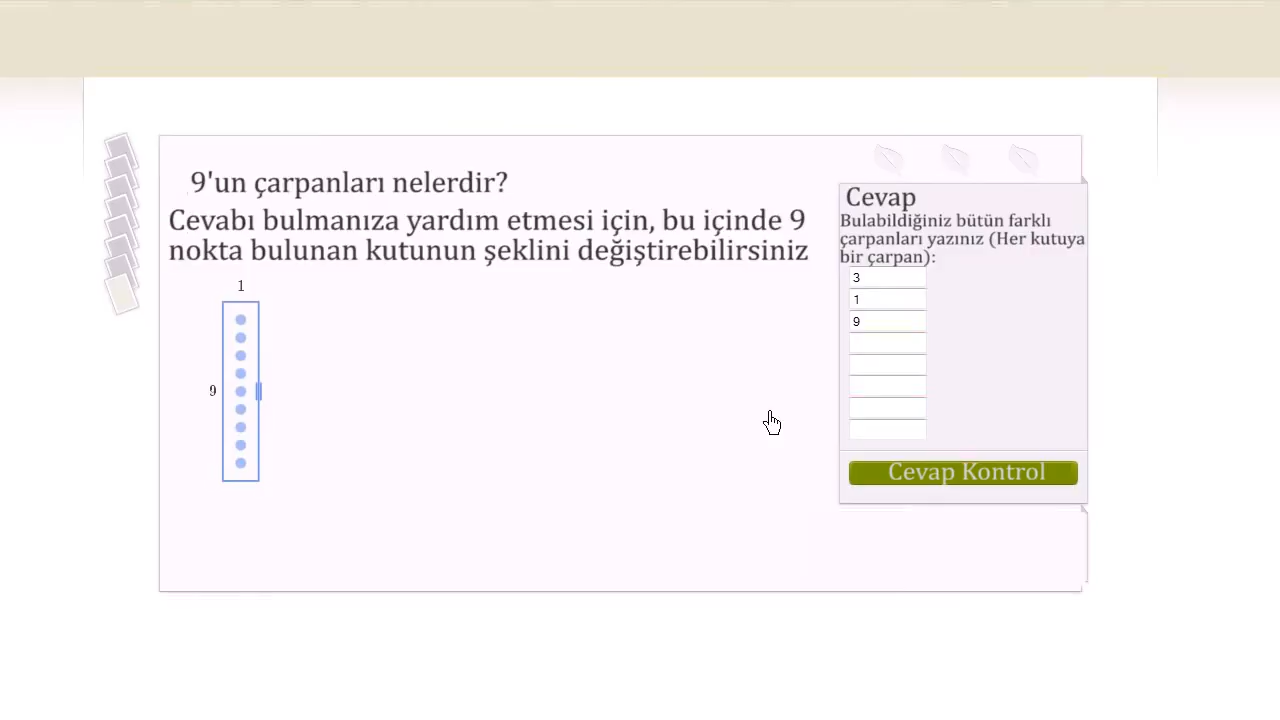 9'un çarpanları nelerdir?
Cevabı bulmanıza yardım etmesi için, bu içinde 9
nokta bulunan kutunun şeklini değiştirebilirsiniz
1
9
Cevap
Bulabildiğiniz bütün farklı
çarpanları yazınız (Her kutuya
bir çarpan):
3
1
9
Cevap Kontrol